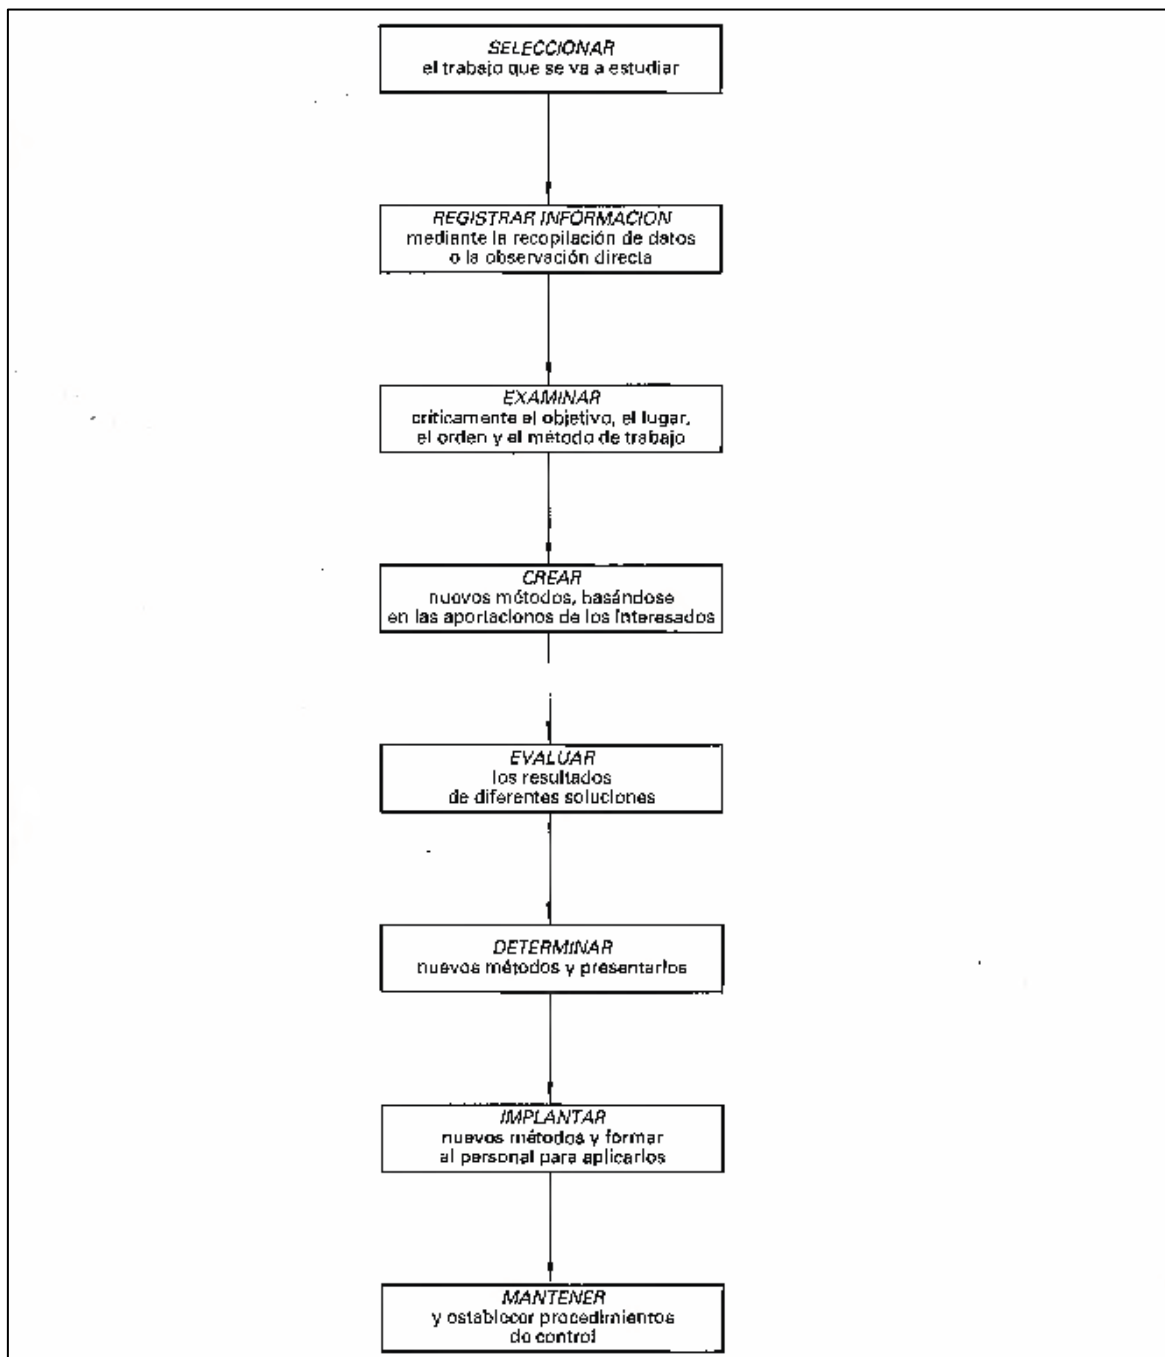 SELECCIONAR
el trabajo que se va a estudiar
REGISTRAR INFORMACION
mediante la recopilación de datos
o la observación directa
EXAMINAR
críticamente el objetivo, el lugar,
el orden y el método de trabajo
CREAR
nuevos métodos, basándose
en las aportaciones de los interesados
EVALUAR
los resultados
de diferentes soluciones
DETERMINAR
nuevos métodos y presentarlos
IMPLANTAR
nuevos métodos y formar
al personal para aplicarlos
MANTENER
y establecer procedimientos
de control